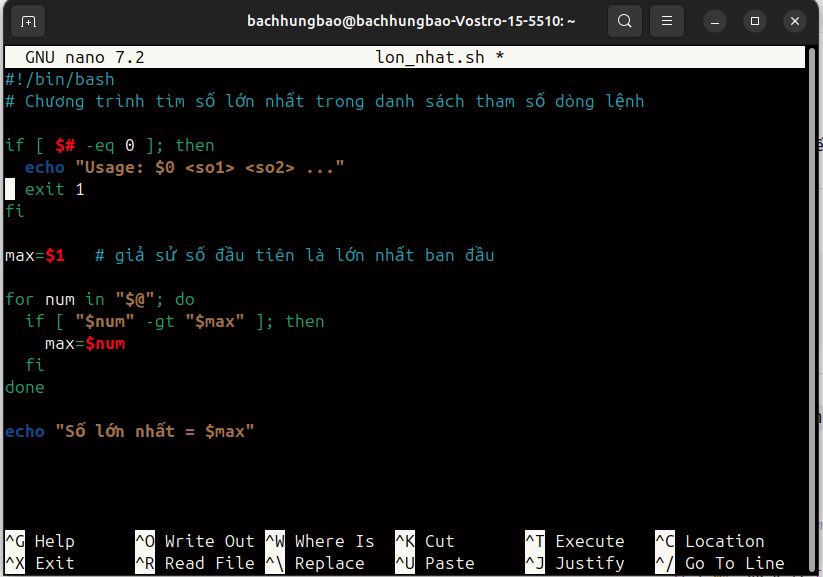 bachhungbao@bachhungbao-Vostro-15-5510: ~
GNU nano 7.2 lon_nhat.sh *
#!/bin/bash
# Chương trình tìm số lớn nhất trong danh sách tham số dòng lệnh
if [ $# -eq 0 ]; then
  echo "Usage: $0 <so1> <so2> ..."
  exit 1
fi
max=$1   # giả sử số đầu tiên là lớn nhất ban đầu
for num in "$@"; do
  if [ "$num" -gt "$max" ]; then
    max=$num
  fi
done
echo "Số lớn nhất = $max"
^G Help ^O Write Out ^W Where Is ^K Cut ^T Execute ^C Location
^X Exit ^R Read File ^\ Replace ^U Paste ^J Justify ^/ Go To Line